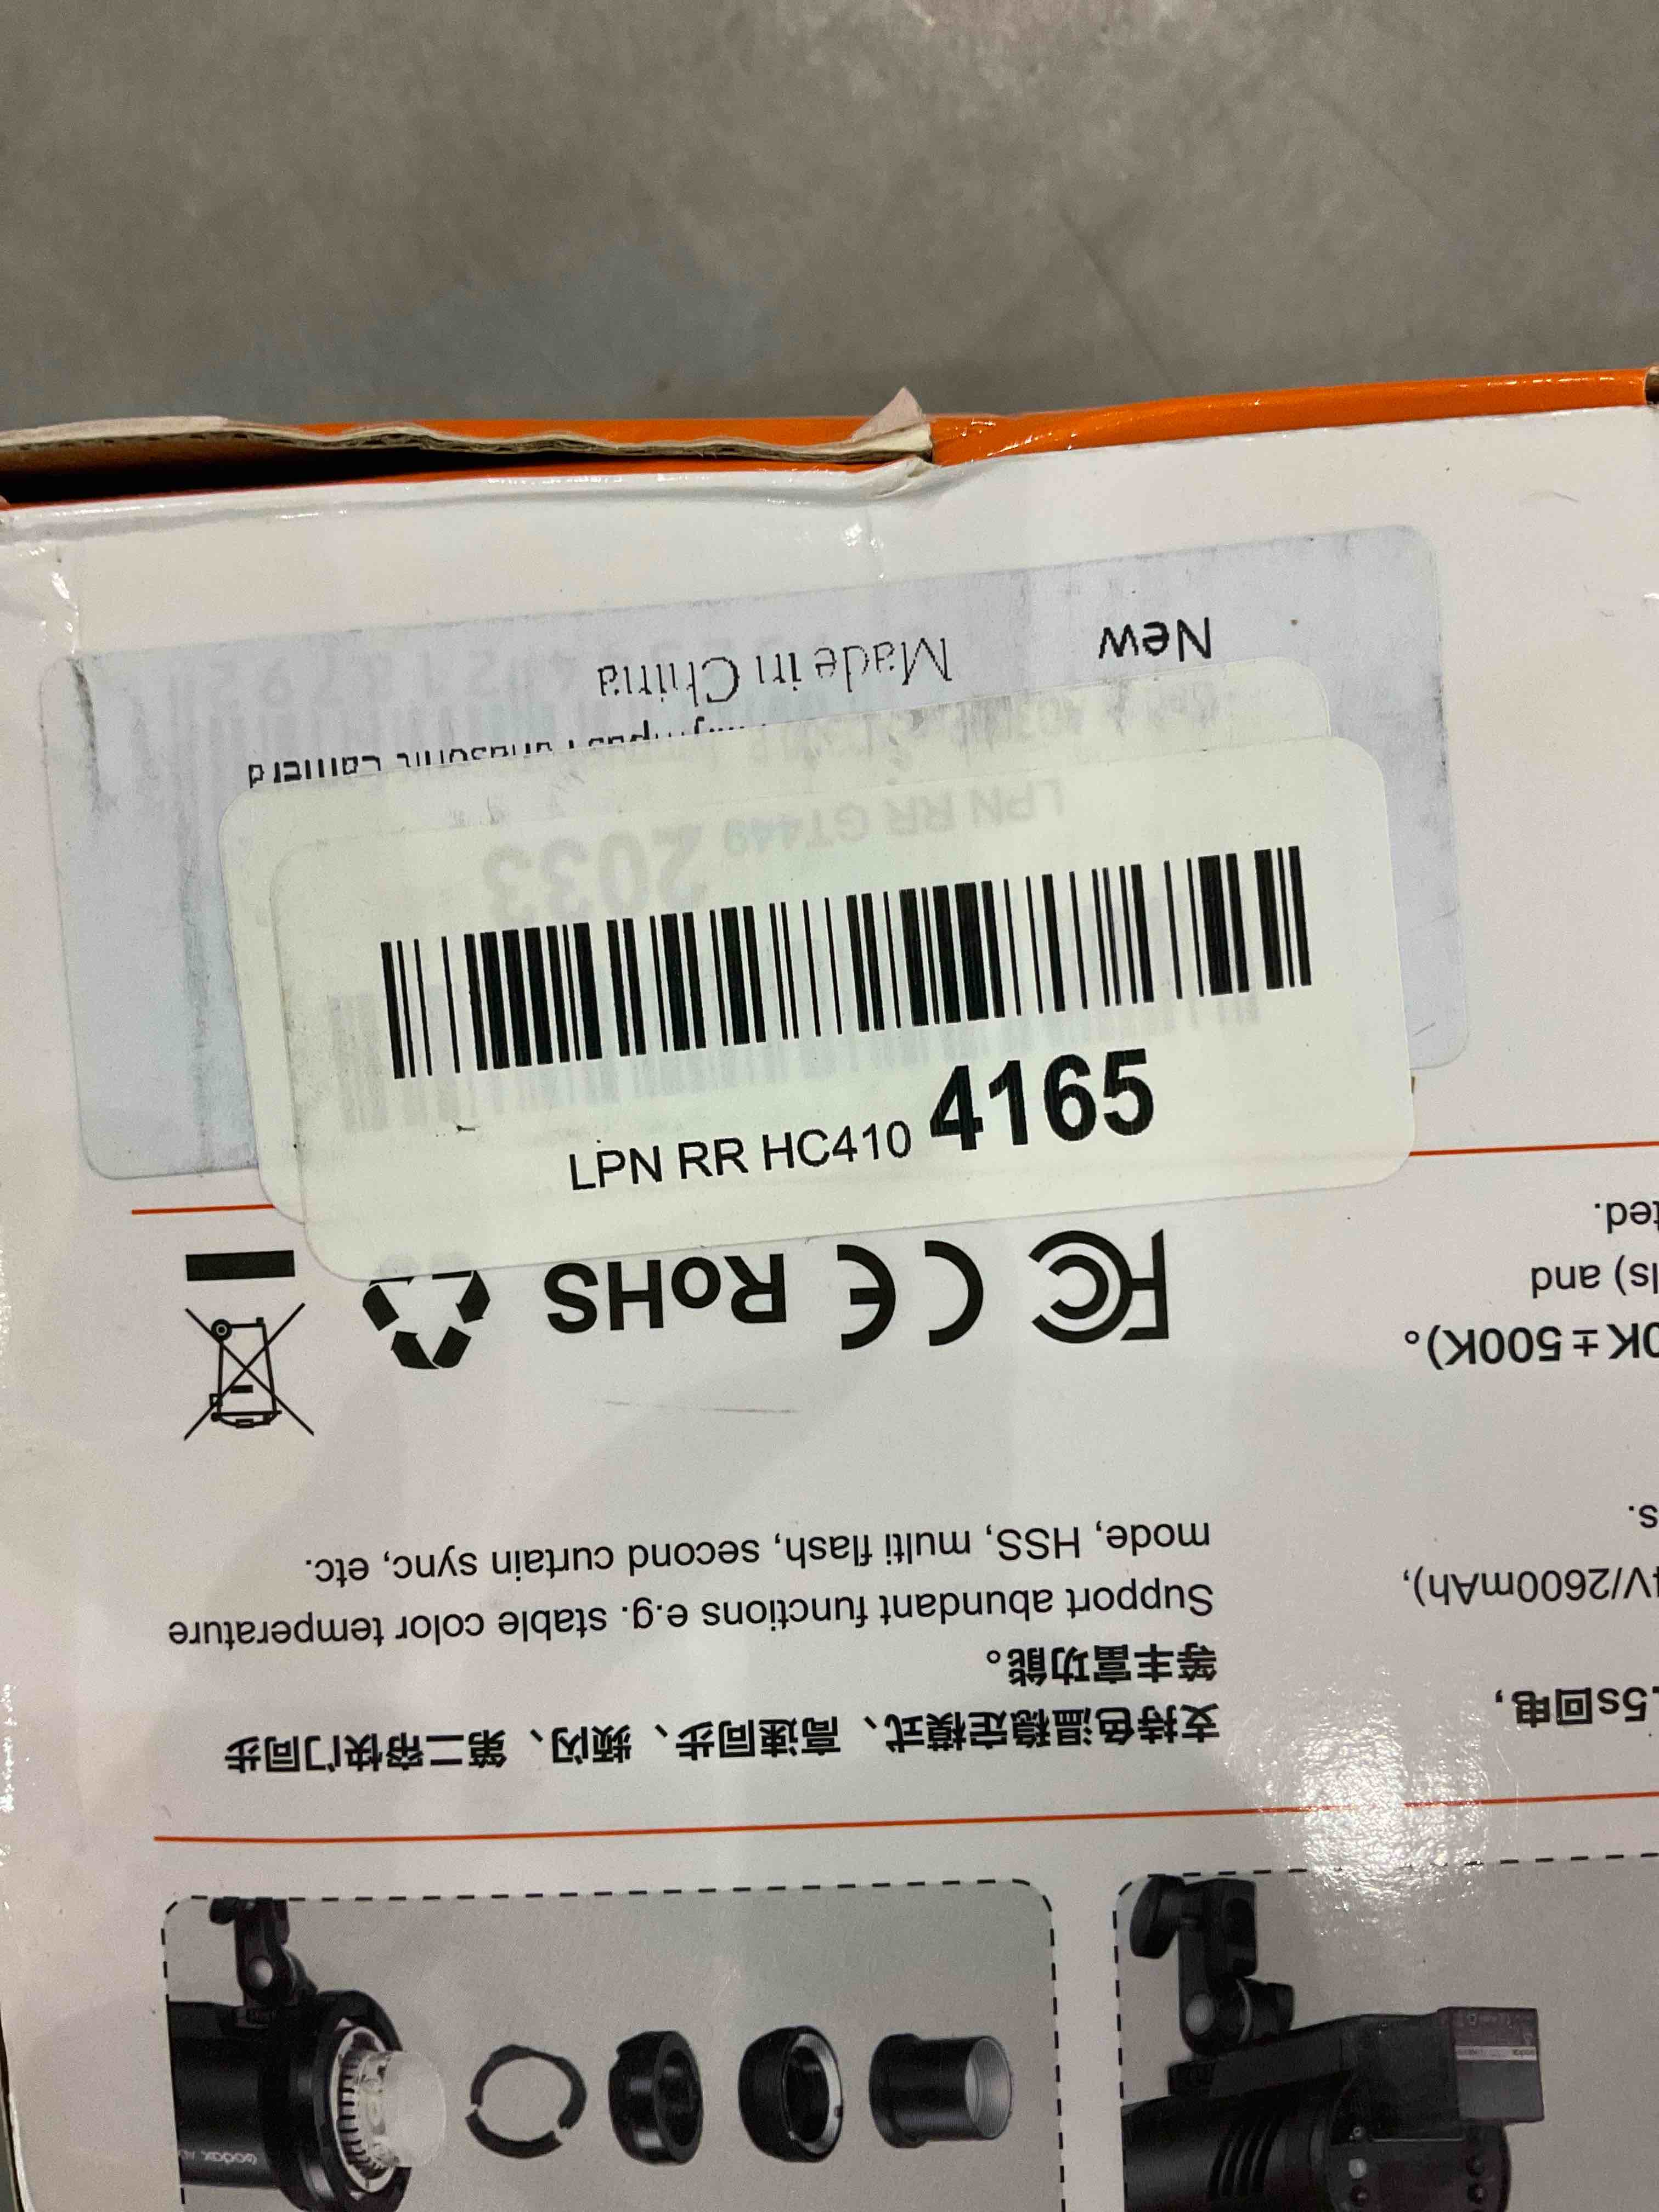 LPN RR HC410 4165
LPN RR GT449 2033
支持色温稳定模式、高速同步、频闪、第二帘快门同步
等丰富功能。
Support abundant functions e.g. stable color temperature
mode, HSS, multi flash, second curtain sync, etc.
.5s回电,
V/2600mAh),
s.
0K±500K)。
ls) and
ted.
FC CE RoHS
Panasonic Camera
Made in China
New
Godox